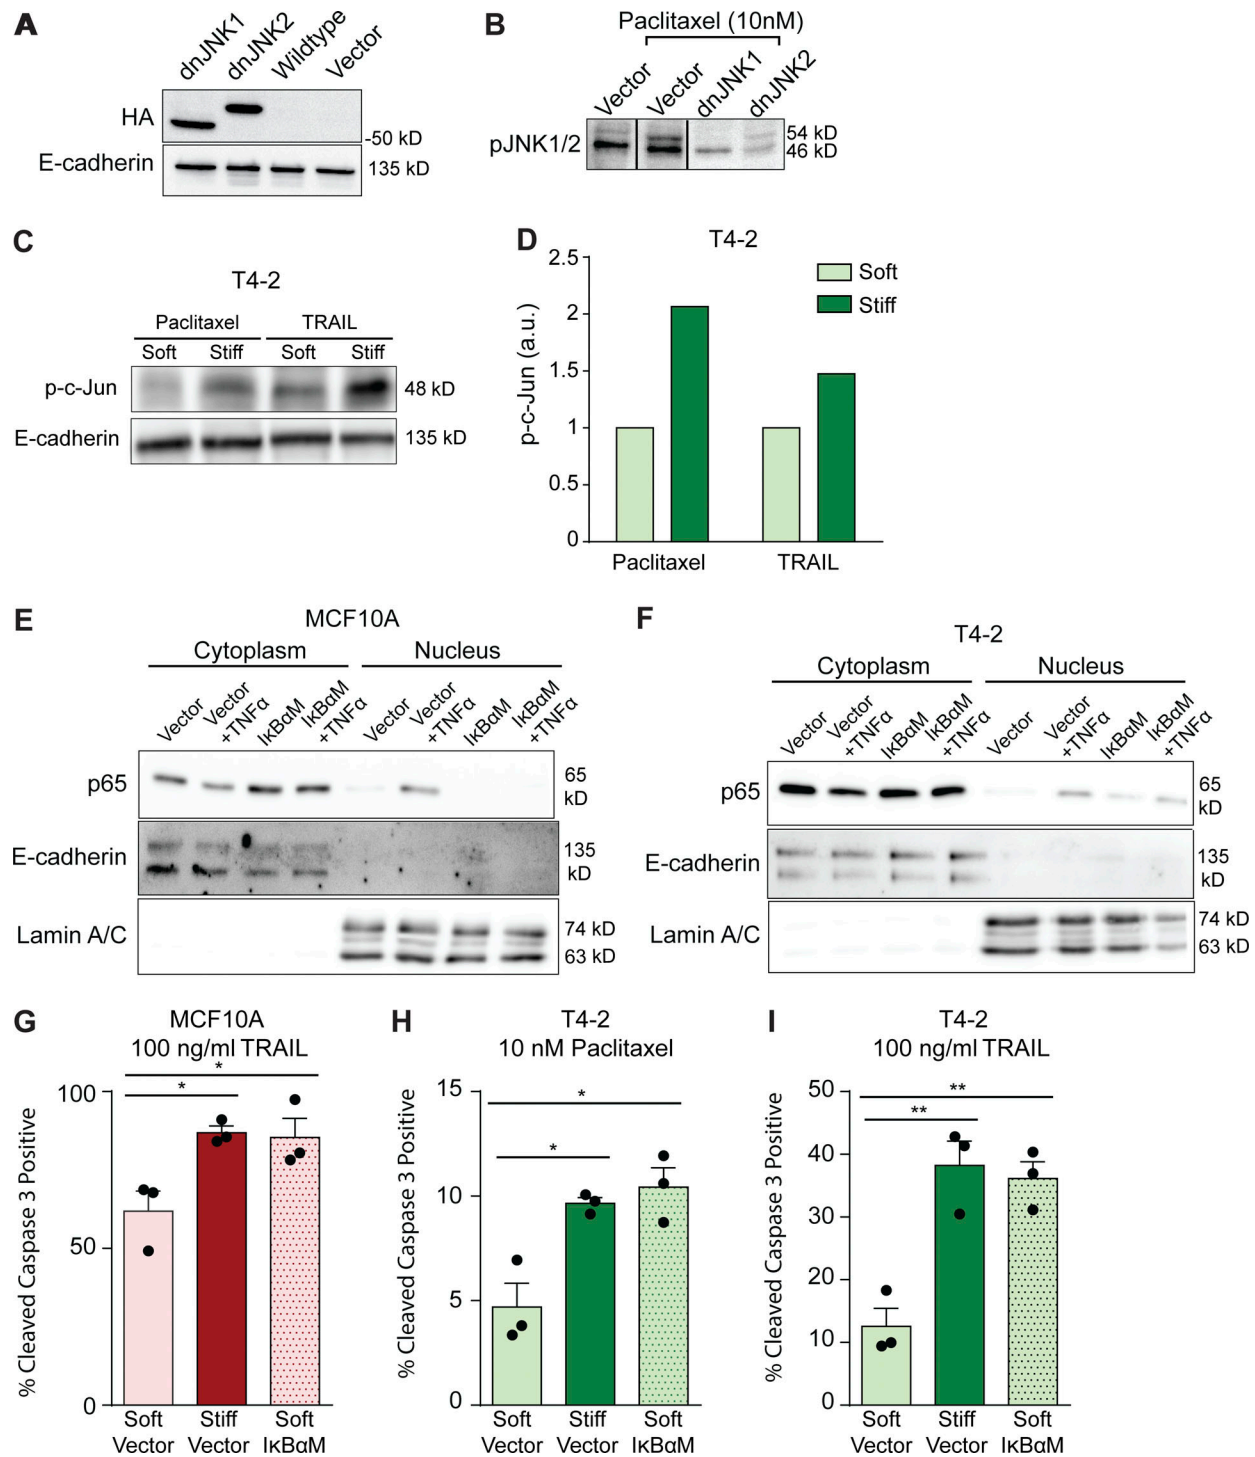 A
dnJNK1
dnJNK2
Wildtype
Vector
HA
-50 kD
E-cadherin
135 kD
B
Paclitaxel (10nM)
Vector
Vector
dnJNK1
dnJNK2
pJNK1/2
54 kD
46 kD
C
T4-2
Paclitaxel
TRAIL
Soft
Stiff
Soft
Stiff
p-c-Jun
48 kD
E-cadherin
135 kD
D
T4-2
2.5
2
1.5
1
0.5
0
p-c-Jun (a.u.)
Soft
Stiff
Paclitaxel
TRAIL
E
MCF10A
Cytoplasm
Nucleus
Vector
Vector
+TNFα
IκBαM
IκBαM
+TNFα
Vector
Vector
+TNFα
IκBαM
IκBαM
+TNFα
p65
65
kD
E-cadherin
135
kD
Lamin A/C
74 kD
63 kD
F
T4-2
Cytoplasm
Nucleus
Vector
Vector
+TNFα
IκBαM
IκBαM
+TNFα
Vector
Vector
+TNFα
IκBαM
IκBαM
+TNFα
p65
65
kD
E-cadherin
135
kD
Lamin A/C
74 kD
63 kD
G
MCF10A
100 ng/ml TRAIL
*
*
100
50
0
% Cleaved Caspase 3 Positive
Soft
Vector
Stiff
Vector
Soft
IκBαM
H
T4-2
10 nM Paclitaxel
*
*
15
10
5
0
% Cleaved Caspase 3 Positive
Soft
Vector
Stiff
Vector
Soft
IκBαM
I
T4-2
100 ng/ml TRAIL
**
**
50
40
30
20
10
0
% Cleaved Caspase 3 Positive
Soft
Vector
Stiff
Vector
Soft
IκBαM